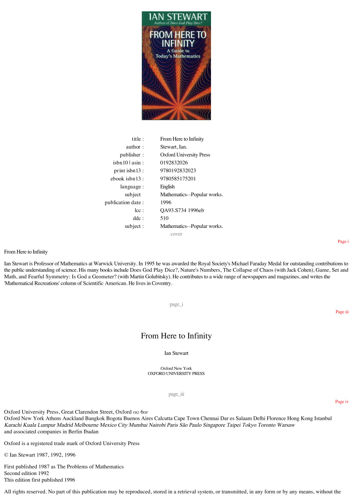 IAN STEWART
Author of Does God Play Dice?
FROM HERE TO
INFINITY
A Guide to
Today's Mathematics
title : From Here to Infinity
author : Stewart, Ian.
publisher : Oxford University Press
isbn10 | asin : 0192832026
print isbn13 : 9780192832023
ebook isbn13 : 9780585175201
language : English
subject Mathematics--Popular works.
publication date : 1996
lcc : QA93.S734 1996eb
ddc : 510
subject : Mathematics--Popular works.
cover
Page i
From Here to Infinity
Ian Stewart is Professor of Mathematics at Warwick University. In 1995 he was awarded the Royal Society's Michael Faraday Medal for outstanding contributions to
the public understanding of science. His many books include Does God Play Dice?, Nature's Numbers, The Collapse of Chaos (with Jack Cohen), Game, Set and
Math, and Fearful Symmetry: Is God a Geometer? (with Martin Golubitsky). He contributes to a wide range of newspapers and magazines, and writes the
'Mathematical Recreations' column of Scientific American. He lives in Coventry.
page_i
Page iii
From Here to Infinity
Ian Stewart
Oxford New York
OXFORD UNIVERSITY PRESS
page_iii
Page iv
Oxford University Press, Great Clarendon Street, Oxford OX2 6DP
Oxford New York Athens Auckland Bangkok Bogota Buenos Aires Calcutta Cape Town Chennai Dar es Salaam Delhi Florence Hong Kong Istanbul
Karachi Kuala Lumpur Madrid Melbourne Mexico City Mumbai Nairobi Paris São Paulo Singapore Taipei Tokyo Toronto Warsaw
and associated companies in Berlin Ibadan
Oxford is a registered trade mark of Oxford University Press
© Ian Stewart 1987, 1992, 1996
First published 1987 as The Problems of Mathematics
Second edition 1992
This edition first published 1996
All rights reserved. No part of this publication may be reproduced, stored in a retrieval system, or transmitted, in any form or by any means, without the